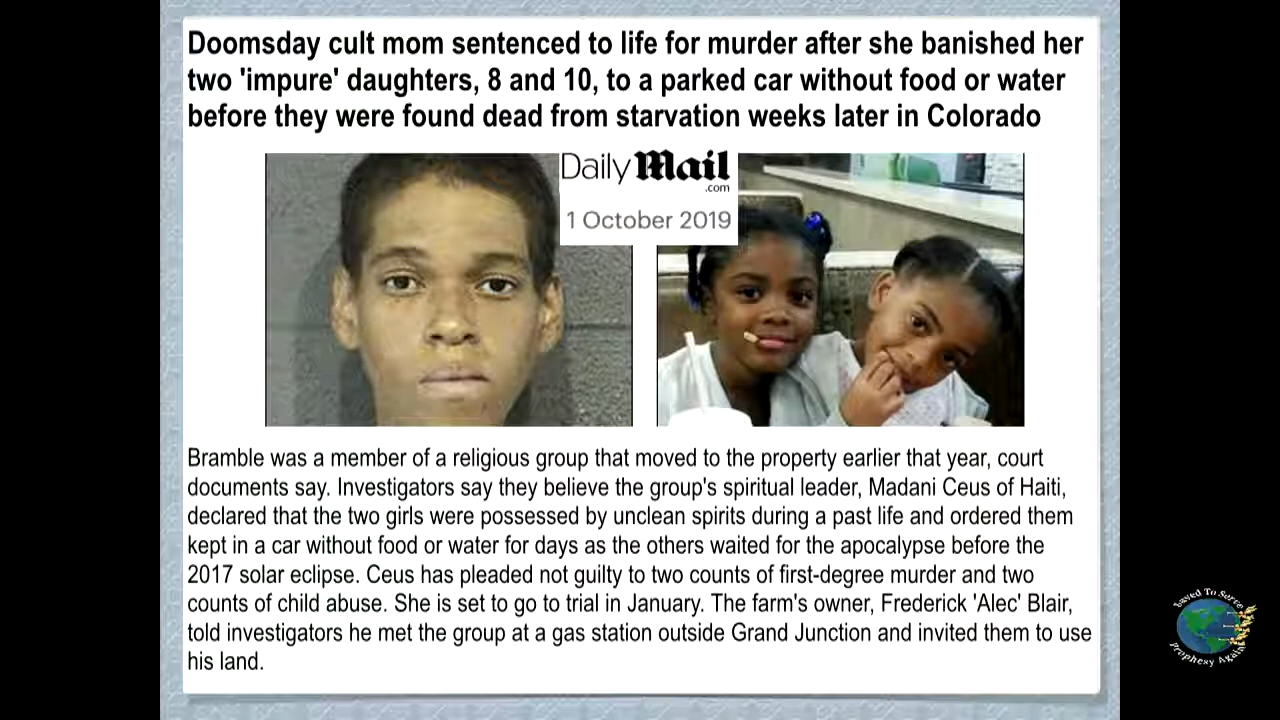 Doomsday cult mom sentenced to life for murder after she banished her
two 'impure' daughters, 8 and 10, to a parked car without food or water
before they were found dead from starvation weeks later in Colorado
Daily Mail
.com
1 October 2019
Bramble was a member of a religious group that moved to the property earlier that year, court
documents say. Investigators say they believe the group's spiritual leader, Madani Ceus of Haiti,
declared that the two girls were possessed by unclean spirits during a past life and ordered them
kept in a car without food or water for days as the others waited for the apocalypse before the
2017 solar eclipse. Ceus has pleaded not guilty to two counts of first-degree murder and two
counts of child abuse. She is set to go to trial in January. The farm's owner, Frederick 'Alec' Blair,
told investigators he met the group at a gas station outside Grand Junction and invited them to use
his land.
To Serve
Prophesy Again